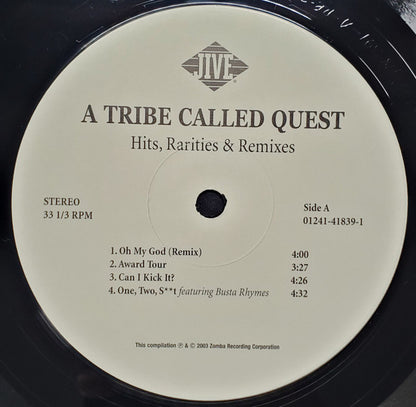 JIVE
A TRIBE CALLED QUEST
Hits, Rarities & Remixes
STEREO
33 1/3 RPM
Side A
01241-41839-1
1. Oh My God (Remix) 4:00
2. Award Tour 3:27
3. Can I Kick It? 4:26
4. One, Two, S**t featuring Busta Rhymes 4:32
This compilation ℗ & © 2003 Zomba Recording Corporation